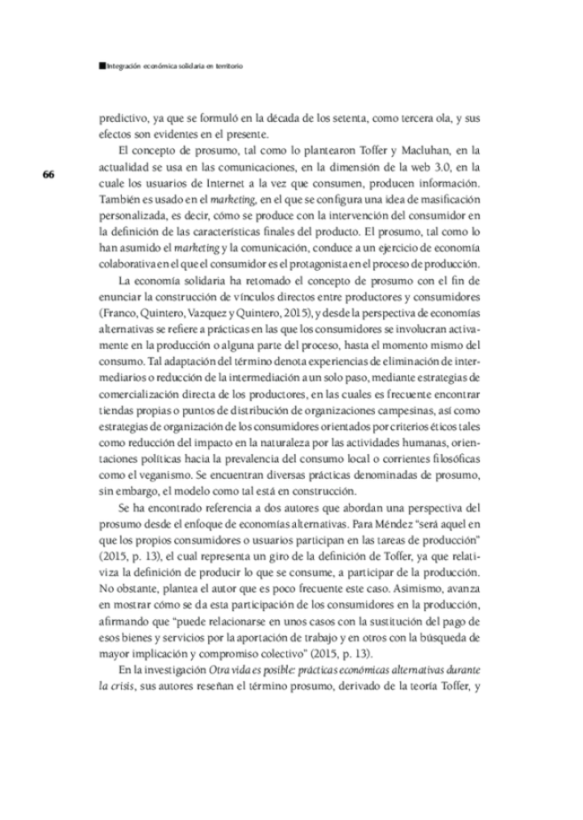 Integración económica solidaria en territorio
predictivo, ya que se formuló en la década de los setenta, como tercera ola, y sus
efectos son evidentes en el presente.
El concepto de prosumo, tal como lo plantearon Toffer y Macluhan, en la
actualidad se usa en las comunicaciones, en la dimensión de la web 3.0, en la
66
cuale los usuarios de Internet a la vez que consumen, producen información.
También es usado en el marketing, en el que se configura una idea de masificación
personalizada, es decir, cómo se produce con la intervención del consumidor en
la definición de las características finales del producto. El prosumo, tal como lo
han asumido el marketing y la comunicación, conduce a un ejercicio de economía
colaborativa en el que el consumidor es el protagonista en el proceso de producción.
La economía solidaria ha retomado el concepto de prosumo con el fin de
enunciar la construcción de vínculos directos entre productores y consumidores
(Franco, Quintero, Vazquez y Quintero, 2015), y desde la perspectiva de economías
alternativas se refiere a prácticas en las que los consumidores se involucran activa-
mente en la producción o alguna parte del proceso, hasta el momento mismo del
consumo. Tal adaptación del término denota experiencias de eliminación de inter-
mediarios o reducción de la intermediación a un solo paso, mediante estrategias de
comercialización directa de los productores, en las cuales es frecuente encontrar
tiendas propias o puntos de distribución de organizaciones campesinas, así como
estrategias de organización de los consumidores orientados por criterios éticos tales
como reducción del impacto en la naturaleza por las actividades humanas, orien-
taciones políticas hacia la prevalencia del consumo local o corrientes filosóficas
como el veganismo. Se encuentran diversas prácticas denominadas de prosumo,
sin embargo, el modelo como tal está en construcción.
Se ha encontrado referencia a dos autores que abordan una perspectiva del
prosumo desde el enfoque de economías alternativas. Para Méndez “será aquel en
que los propios consumidores o usuarios participan en las tareas de producción”
(2015, p. 13), el cual representa un giro de la definición de Toffer, ya que relati-
viza la definición de producir lo que se consume, a participar de la producción.
No obstante, plantea el autor que es poco frecuente este caso. Asimismo, avanza
en mostrar cómo se da esta participación de los consumidores en la producción,
afirmando que “puede relacionarse en unos casos con la sustitución del pago de
esos bienes y servicios por la aportación de trabajo y en otros con la búsqueda de
mayor implicación y compromiso colectivo” (2015, p. 13).
En la investigación Otra vida es posible: prácticas económicas alternativas durante
la crisis, sus autores reseñan el término prosumo, derivado de la teoría Toffer, y